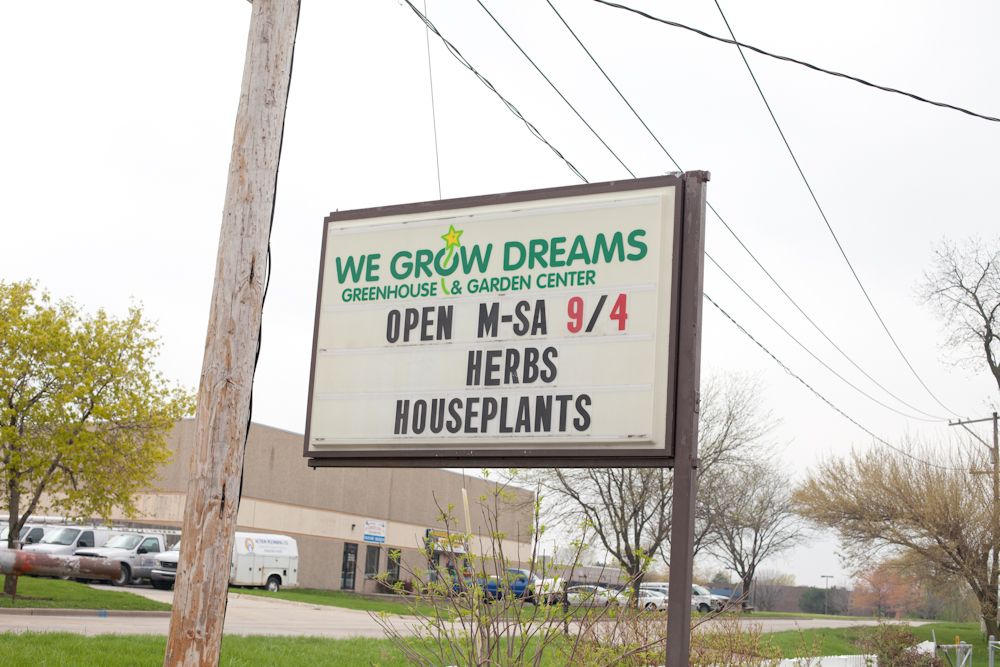 WE GROW DREAMS
GREENHOUSE & GARDEN CENTER
OPEN M-SA 9/4
HERBS
HOUSEPLANTS